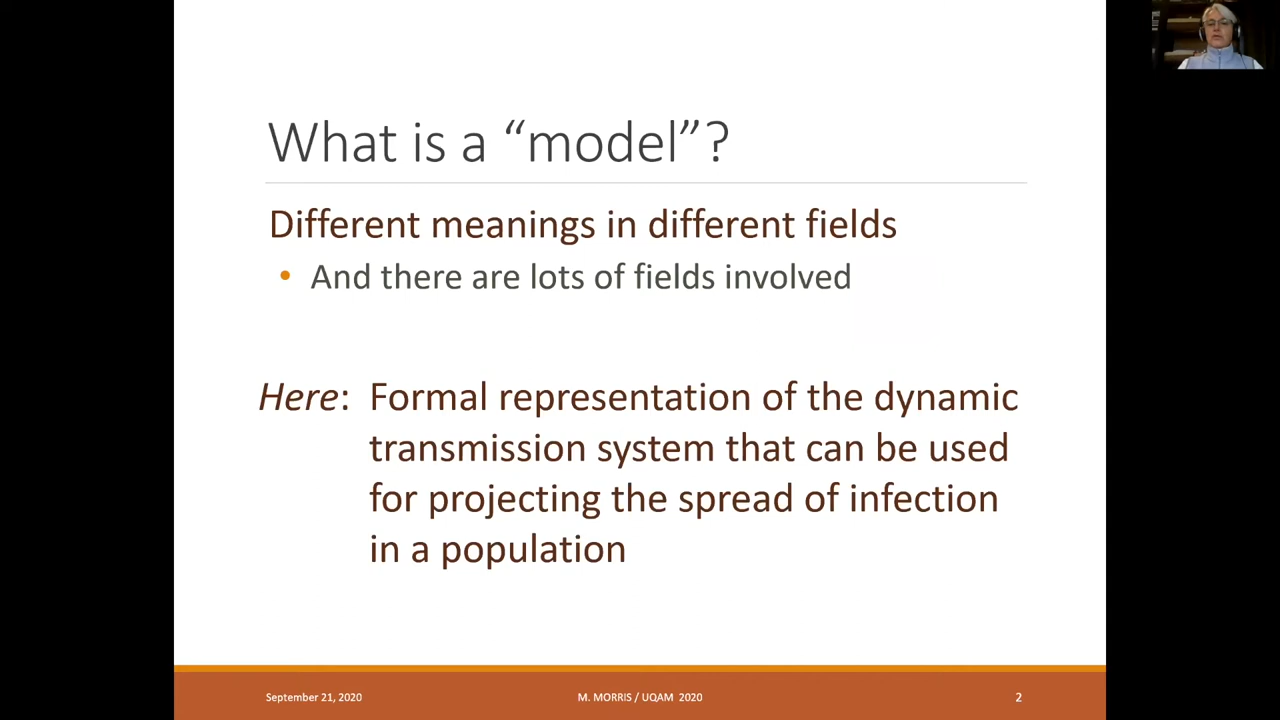 What is a “model”?
Different meanings in different fields
• And there are lots of fields involved
Here: Formal representation of the dynamic
transmission system that can be used
for projecting the spread of infection
in a population
September 21, 2020
M. MORRIS / UQAM 2020
2